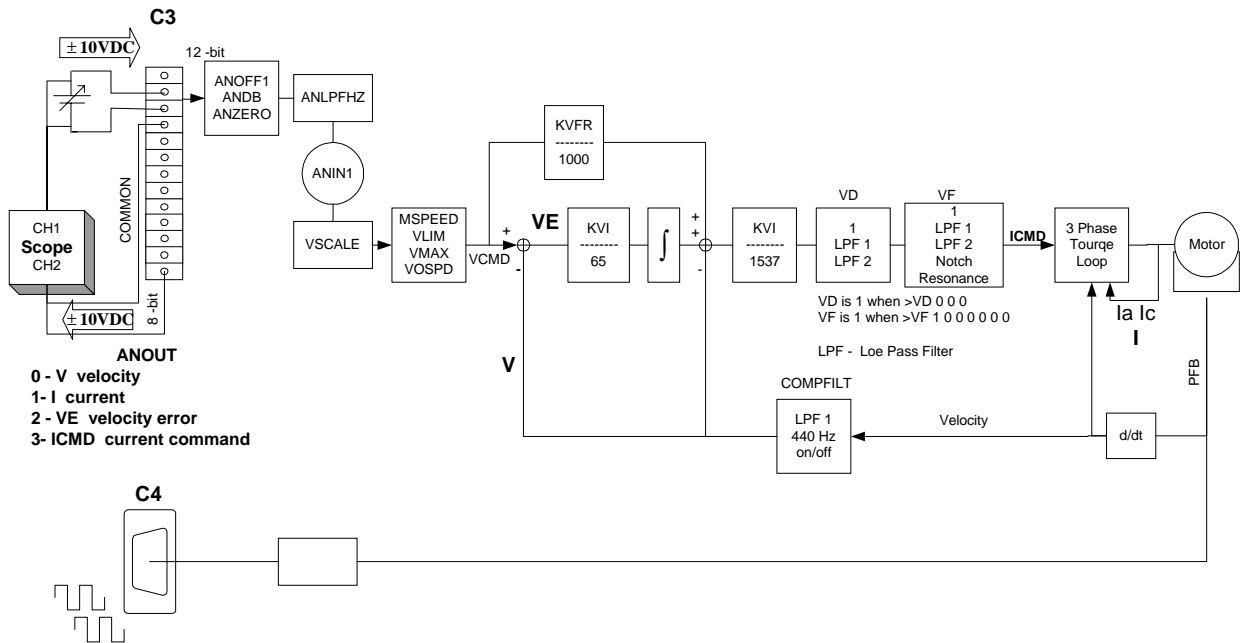 C3
±10VDC
12 -bit
ANOFF1
ANDB
ANZERO
ANLPFHZ
ANIN1
VSCALE
COMMON
CH1
Scope
CH2
8 -bit
±10VDC
ANOUT
0 - V velocity
1- I current
2 - VE velocity error
3- ICMD current command
MSPEED
VLIM
VMAX
VOSPD
VCMD
+
-
VE
KVFR
--------
1000
KVI
--------
65
∫
+
+
-
KVI
--------
1537
VD
1
LPF 1
LPF 2
VF
1
LPF 1
LPF 2
Notch
Resonance
ICMD
3 Phase
Tourqe
Loop
Motor
Ia Ic
I
VD is 1 when >VD 0 0 0
VF is 1 when >VF 1 0 0 0 0 0 0
LPF - Loe Pass Filter
V
COMPFILT
LPF 1
440 Hz
on/off
Velocity
d/dt
PFB
C4